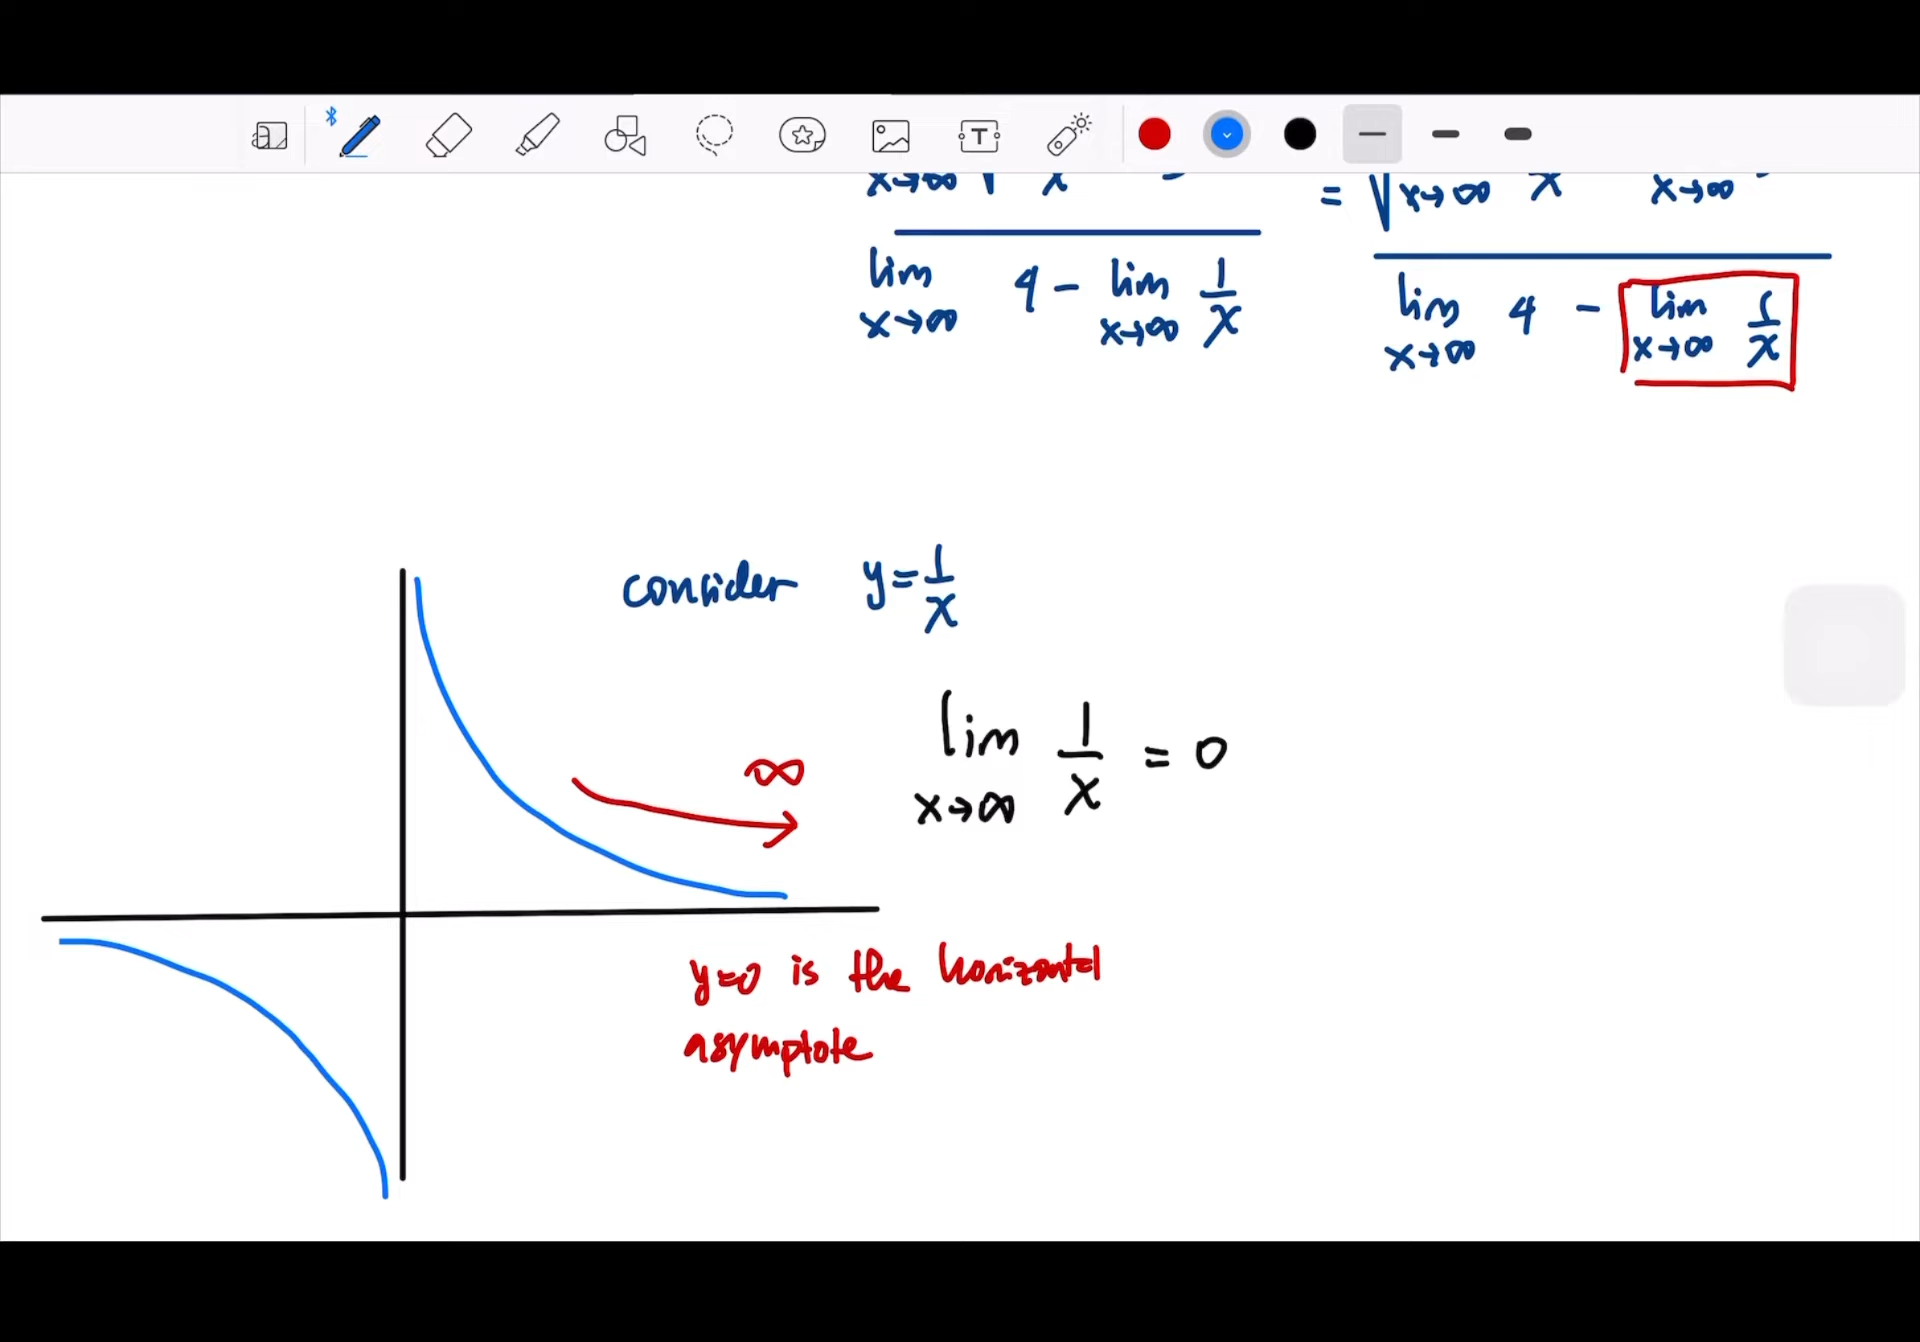 x→∞ √ x
= √ x→∞ x x→∞
lim 4 - lim 1/x
x→∞ x→∞
lim 4 - lim 1/x
x→∞ x→∞
consider y = 1/x
lim 1/x = 0
x→∞
∞
y=0 is the horizontal
asymptote